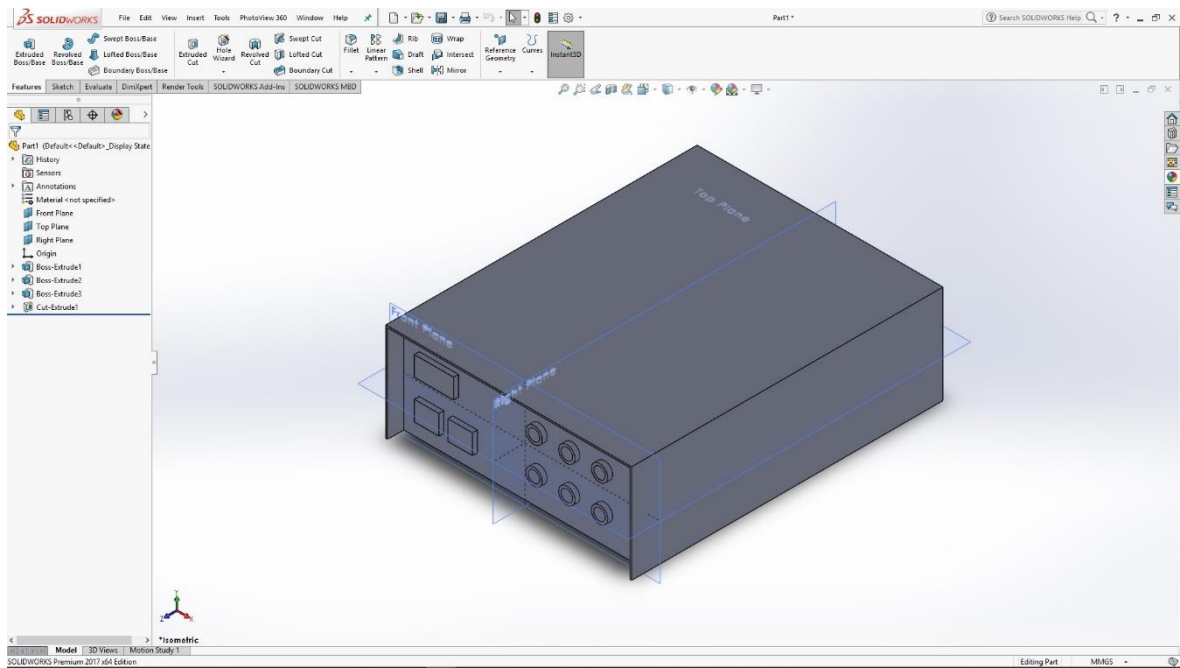 SOLIDWORKS File Edit View Insert Tools PhotoView 360 Window Help Part1 * Search SOLIDWORKS Help
Extruded Boss/Base
Revolved Boss/Base
Swept Boss/Base
Lofted Boss/Base
Boundary Boss/Base
Extruded Cut
Hole Wizard
Revolved Cut
Swept Cut
Lofted Cut
Boundary Cut
Fillet
Linear Pattern
Rib
Draft
Shell
Wrap
Intersect
Mirror
Reference Geometry
Curves
Instant3D
Features Sketch Evaluate DimXpert Render Tools SOLIDWORKS Add-Ins SOLIDWORKS MBD
Part1 (Default<<Default>_Display State
History
Sensors
Annotations
Material <not specified>
Front Plane
Top Plane
Right Plane
Origin
Boss-Extrude1
Boss-Extrude2
Boss-Extrude3
Cut-Extrude1
Top Plane
Front Plane
Right Plane
*Isometric
Model 3D Views Motion Study 1
SOLIDWORKS Premium 2017 x64 Edition Editing Part MMGS